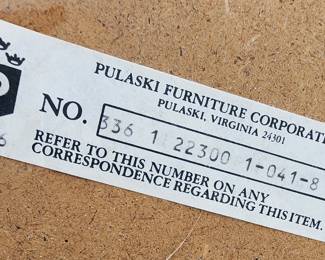 PULASKI FURNITURE CORPORAT
PULASKI, VIRGINIA 24301
NO. 336 1 22300 1-041-8
REFER TO THIS NUMBER ON ANY
CORRESPONDENCE REGARDING THIS ITEM.